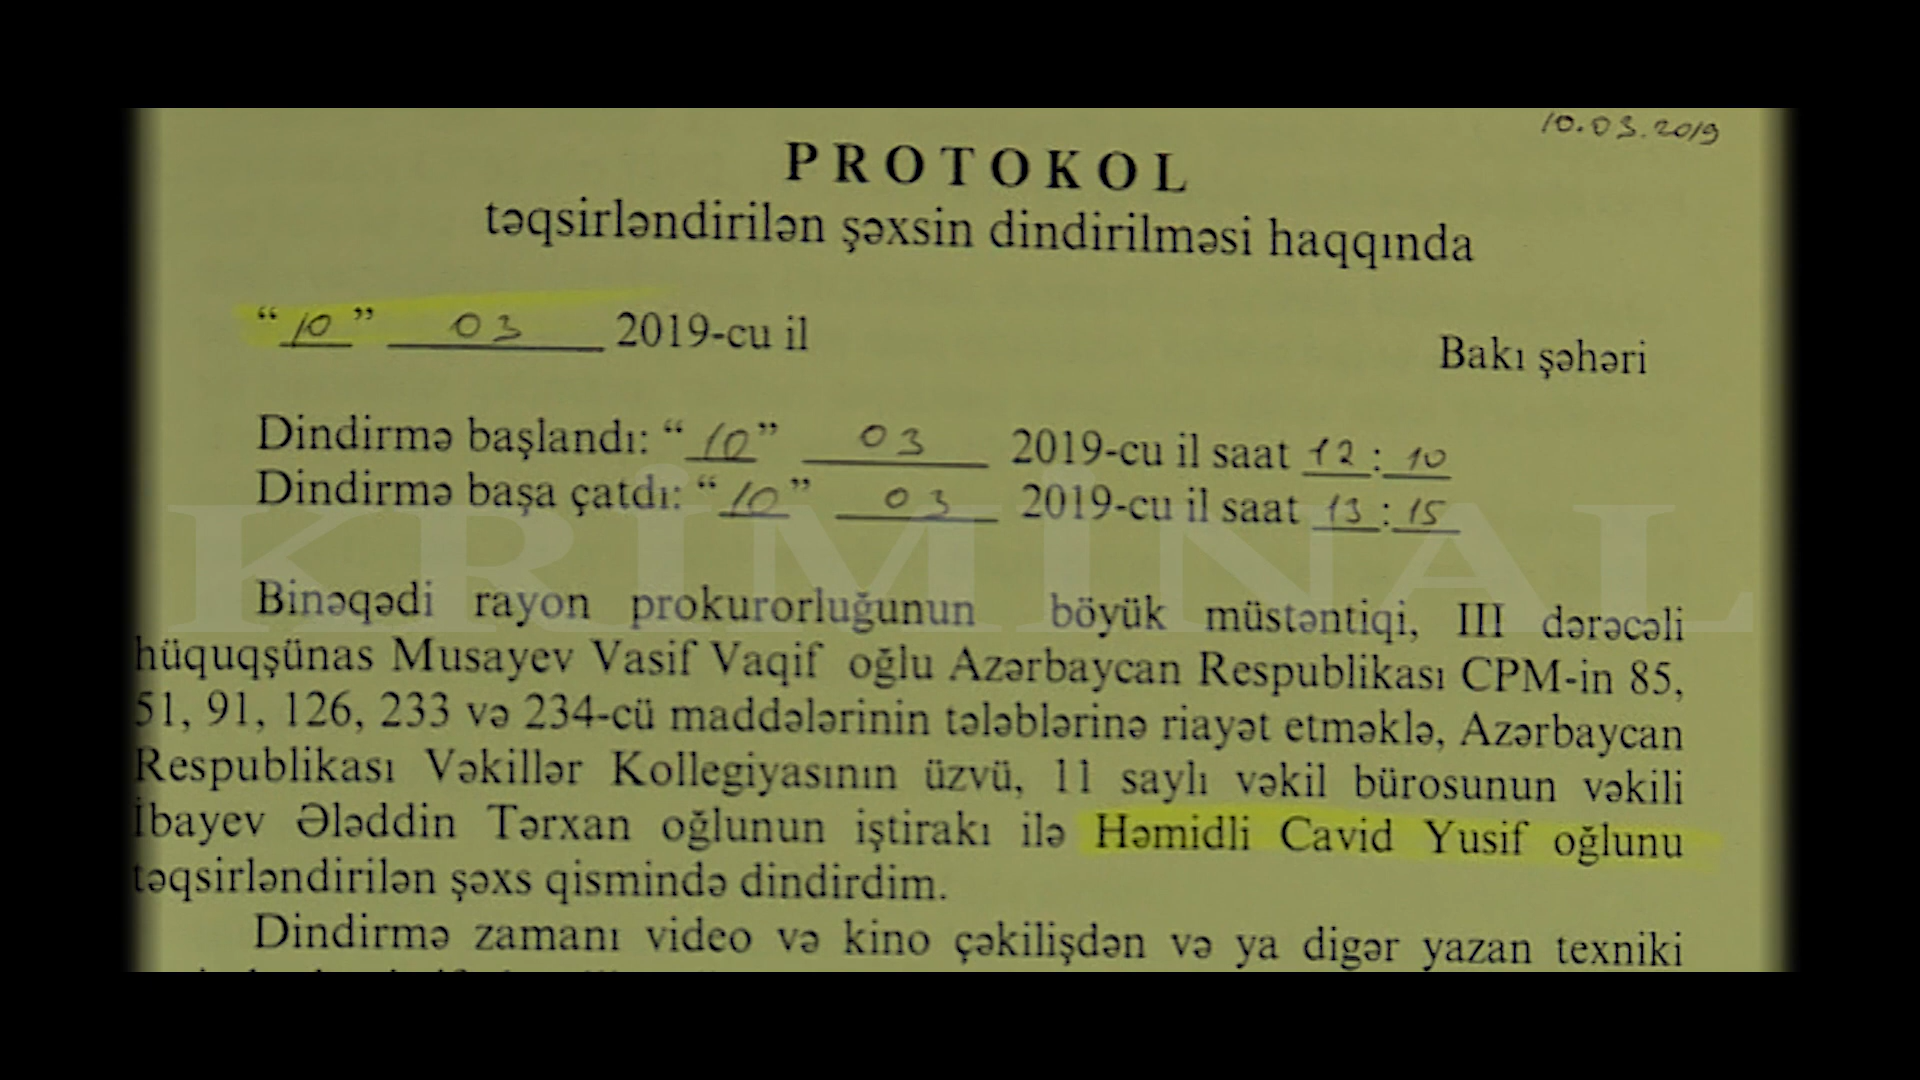 10.03.2019
PROTOKOL
təqsirləndirilən şəxsin dindirilməsi haqqında
“10” 03 2019-cu il
Bakı şəhəri
Dindirmə başlandı: “10” 03 2019-cu il saat 12:10
Dindirmə başa çatdı: “10” 03 2019-cu il saat 13:15
KRİMİNAL
Binəqədi rayon prokurorluğunun böyük müstəntiqi, III dərəcəli
hüquqşünas Musayev Vasif Vaqif oğlu Azərbaycan Respublikası CPM-in 85,
51, 91, 126, 233 və 234-cü maddələrinin tələblərinə riayət etməklə, Azərbaycan
Respublikası Vəkillər Kollegiyasının üzvü, 11 saylı vəkil bürosunun vəkili
İbayev Ələddin Tərxan oğlunun iştirakı ilə Həmidli Cavid Yusif oğlunu
təqsirləndirilən şəxs qismində dindirdim.
Dindirmə zamanı video və kino çəkilişdən və ya digər yazan texniki